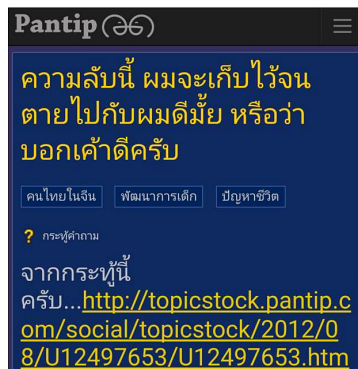 Pantip
ความลับนี้ ผมจะเก็บไว้จน
ตายไปกับผมดีมั้ย หรือว่า
บอกเค้าดีครับ
คนไทยในจีน พัฒนาการเด็ก ปัญหาชีวิต
? กระทู้คำถาม
จากกระทู้นี้
ครับ...http://topicstock.pantip.c
om/social/topicstock/2012/0
8/U12497653/U12497653.htm